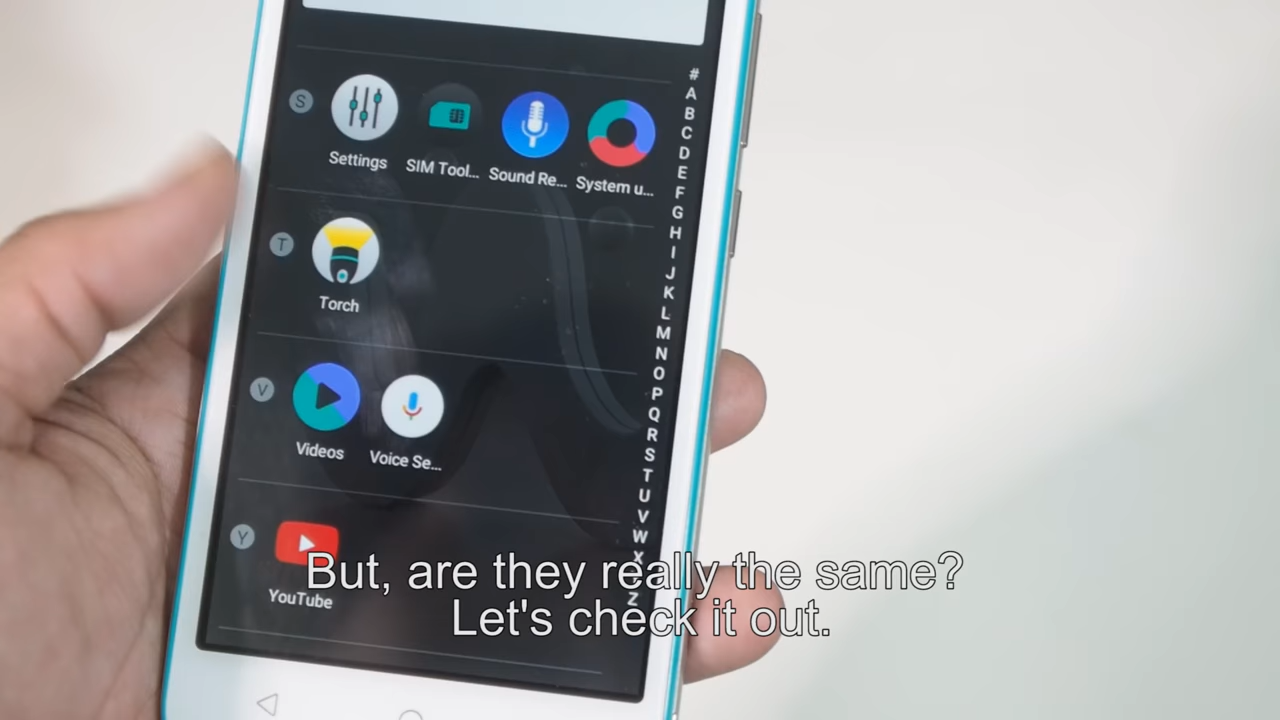 S
Settings
SIM Tool...
Sound Re...
System u...
T
Torch
V
Videos
Voice Se...
Y
YouTube
#
A
B
C
D
E
F
G
H
I
J
K
L
M
N
O
P
Q
R
S
T
U
V
W
X
Z
But, are they really the same?
Let's check it out.